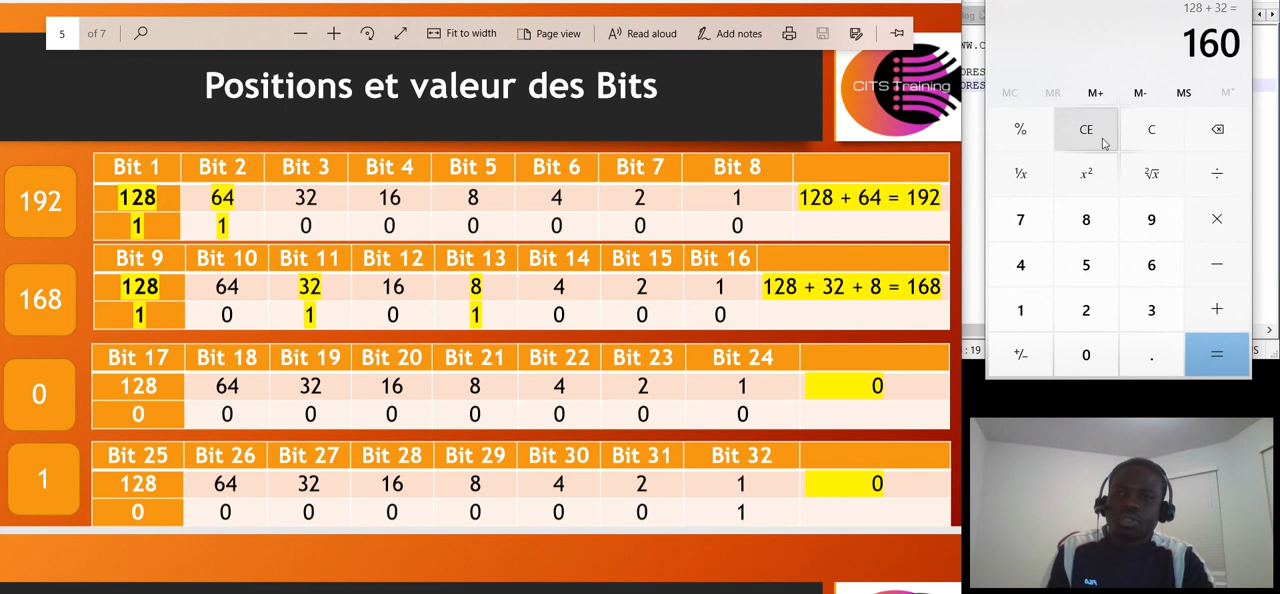 5 of 7 Fit to width Page view Read aloud Add notes
Positions et valeur des Bits
CITS Training
192
Bit 1 Bit 2 Bit 3 Bit 4 Bit 5 Bit 6 Bit 7 Bit 8
128 64 32 16 8 4 2 1 128 + 64 = 192
1 1 0 0 0 0 0 0
168
Bit 9 Bit 10 Bit 11 Bit 12 Bit 13 Bit 14 Bit 15 Bit 16
128 64 32 16 8 4 2 1 128 + 32 + 8 = 168
1 0 1 0 1 0 0 0
0
Bit 17 Bit 18 Bit 19 Bit 20 Bit 21 Bit 22 Bit 23 Bit 24
128 64 32 16 8 4 2 1 0
0 0 0 0 0 0 0 0
1
Bit 25 Bit 26 Bit 27 Bit 28 Bit 29 Bit 30 Bit 31 Bit 32
128 64 32 16 8 4 2 1 0
0 0 0 0 0 0 0 1
DRES
DRES
: 19
S
128 + 32 =
160
MC MR M+ M- MS M˅
% CE C
¹/x x² ²√x ÷
7 8 9 ×
4 5 6 −
1 2 3 +
+/− 0 . =